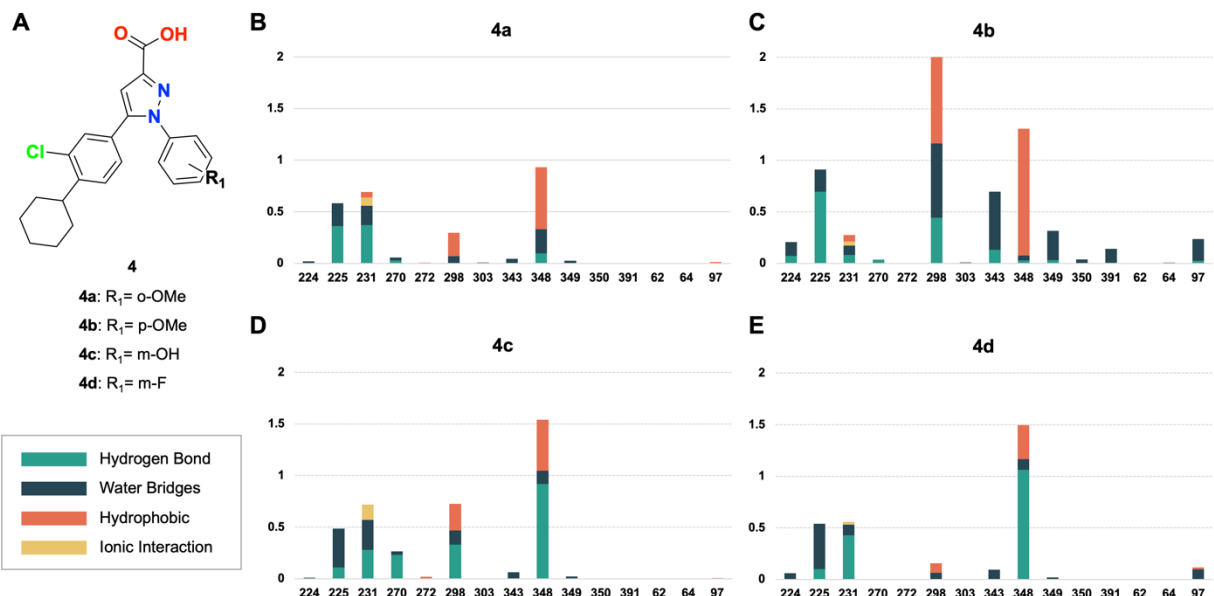 A
O
OH
N
N
Cl
R1
4
4a: R1= o-OMe
4b: R1= p-OMe
4c: R1= m-OH
4d: R1= m-F
Hydrogen Bond
Water Bridges
Hydrophobic
Ionic Interaction
B
4a
2
1.5
1
0.5
0
224 225 231 270 272 298 303 343 348 349 350 391 62 64 97
C
4b
2
1.5
1
0.5
0
224 225 231 270 272 298 303 343 348 349 350 391 62 64 97
D
4c
2
1.5
1
0.5
0
224 225 231 270 272 298 303 343 348 349 350 391 62 64 97
E
4d
2
1.5
1
0.5
0
224 225 231 270 272 298 303 343 348 349 350 391 62 64 97